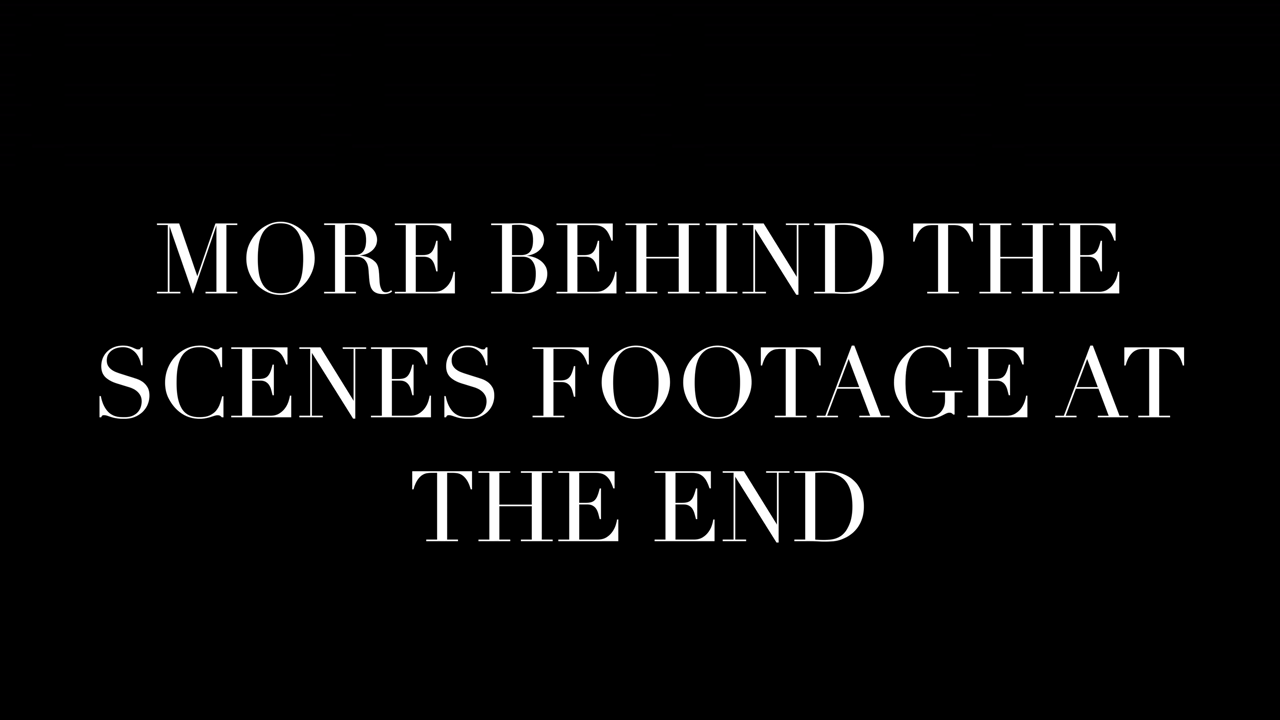 MORE BEHIND THE
SCENES FOOTAGE AT
THE END